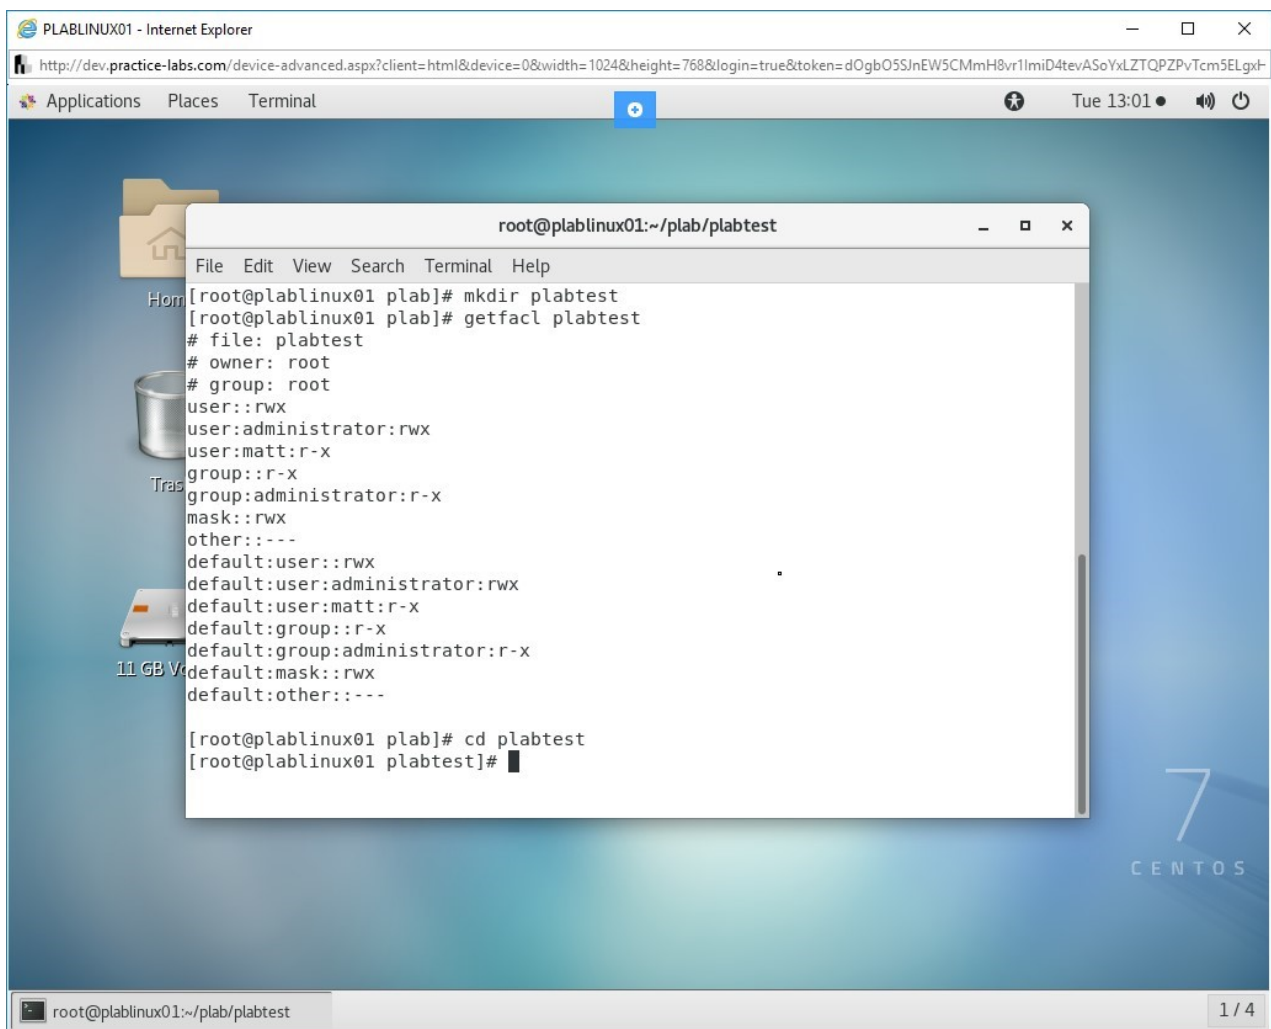 PLABLINUX01 - Internet Explorer
http://dev.practice-labs.com/device-advanced.aspx?client=html&device=0&width=1024&height=768&login=true&token=
Applications Places Terminal Tue 13:01
root@plablinux01:~/plab/plabtest
File Edit View Search Terminal Help
[root@plablinux01 plab]# mkdir plabtest
[root@plablinux01 plab]# getfacl plabtest
# file: plabtest
# owner: root
# group: root
user::rwx
user:administrator:rwx
user:matt:r-x
group::r-x
group:administrator:r-x
mask::rwx
other::---
default:user::rwx
default:user:administrator:rwx
default:user:matt:r-x
default:group::r-x
default:group:administrator:r-x
default:mask::rwx
default:other::---
[root@plablinux01 plab]# cd plabtest
[root@plablinux01 plabtest]#
Hom
Tras
11 GB Vo
7
CENTOS
root@plablinux01:~/plab/plabtest
1 / 4